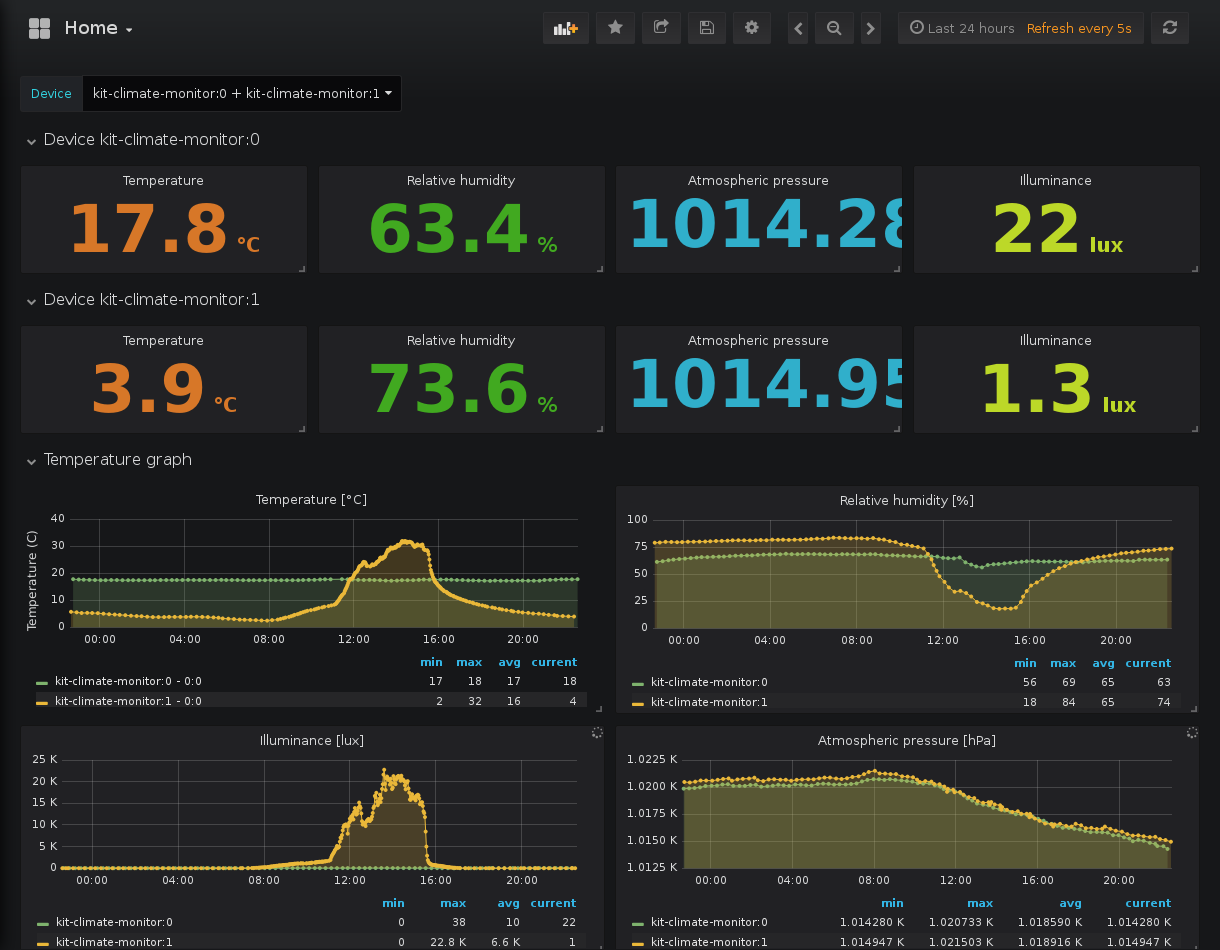 Home
Last 24 hours Refresh every 5s
Device kit-climate-monitor:0 + kit-climate-monitor:1
Device kit-climate-monitor:0
Temperature Relative humidity Atmospheric pressure Illuminance
17.8 °C 63.4 % 1014.28 22 lux
Device kit-climate-monitor:1
Temperature Relative humidity Atmospheric pressure Illuminance
3.9 °C 73.6 % 1014.95 1.3 lux
Temperature graph
Temperature [°C]
Temperature (C)
40
30
20
10
0
00:00 04:00 08:00 12:00 16:00 20:00
min max avg current
kit-climate-monitor:0 - 0:0 17 18 17 18
kit-climate-monitor:1 - 0:0 2 32 16 4
Relative humidity [%]
100
75
50
25
0
00:00 04:00 08:00 12:00 16:00 20:00
min max avg current
kit-climate-monitor:0 56 69 65 63
kit-climate-monitor:1 18 84 65 74
Illuminance [lux]
25 K
20 K
15 K
10 K
5 K
0
00:00 04:00 08:00 12:00 16:00 20:00
min max avg current
kit-climate-monitor:0 0 38 10 22
kit-climate-monitor:1 0 22.8 K 6.6 K 1
Atmospheric pressure [hPa]
1.0225 K
1.0200 K
1.0175 K
1.0150 K
1.0125 K
00:00 04:00 08:00 12:00 16:00 20:00
min max avg current
kit-climate-monitor:0 1.014280 K 1.020733 K 1.018590 K 1.014280 K
kit-climate-monitor:1 1.014947 K 1.021503 K 1.018916 K 1.014947 K